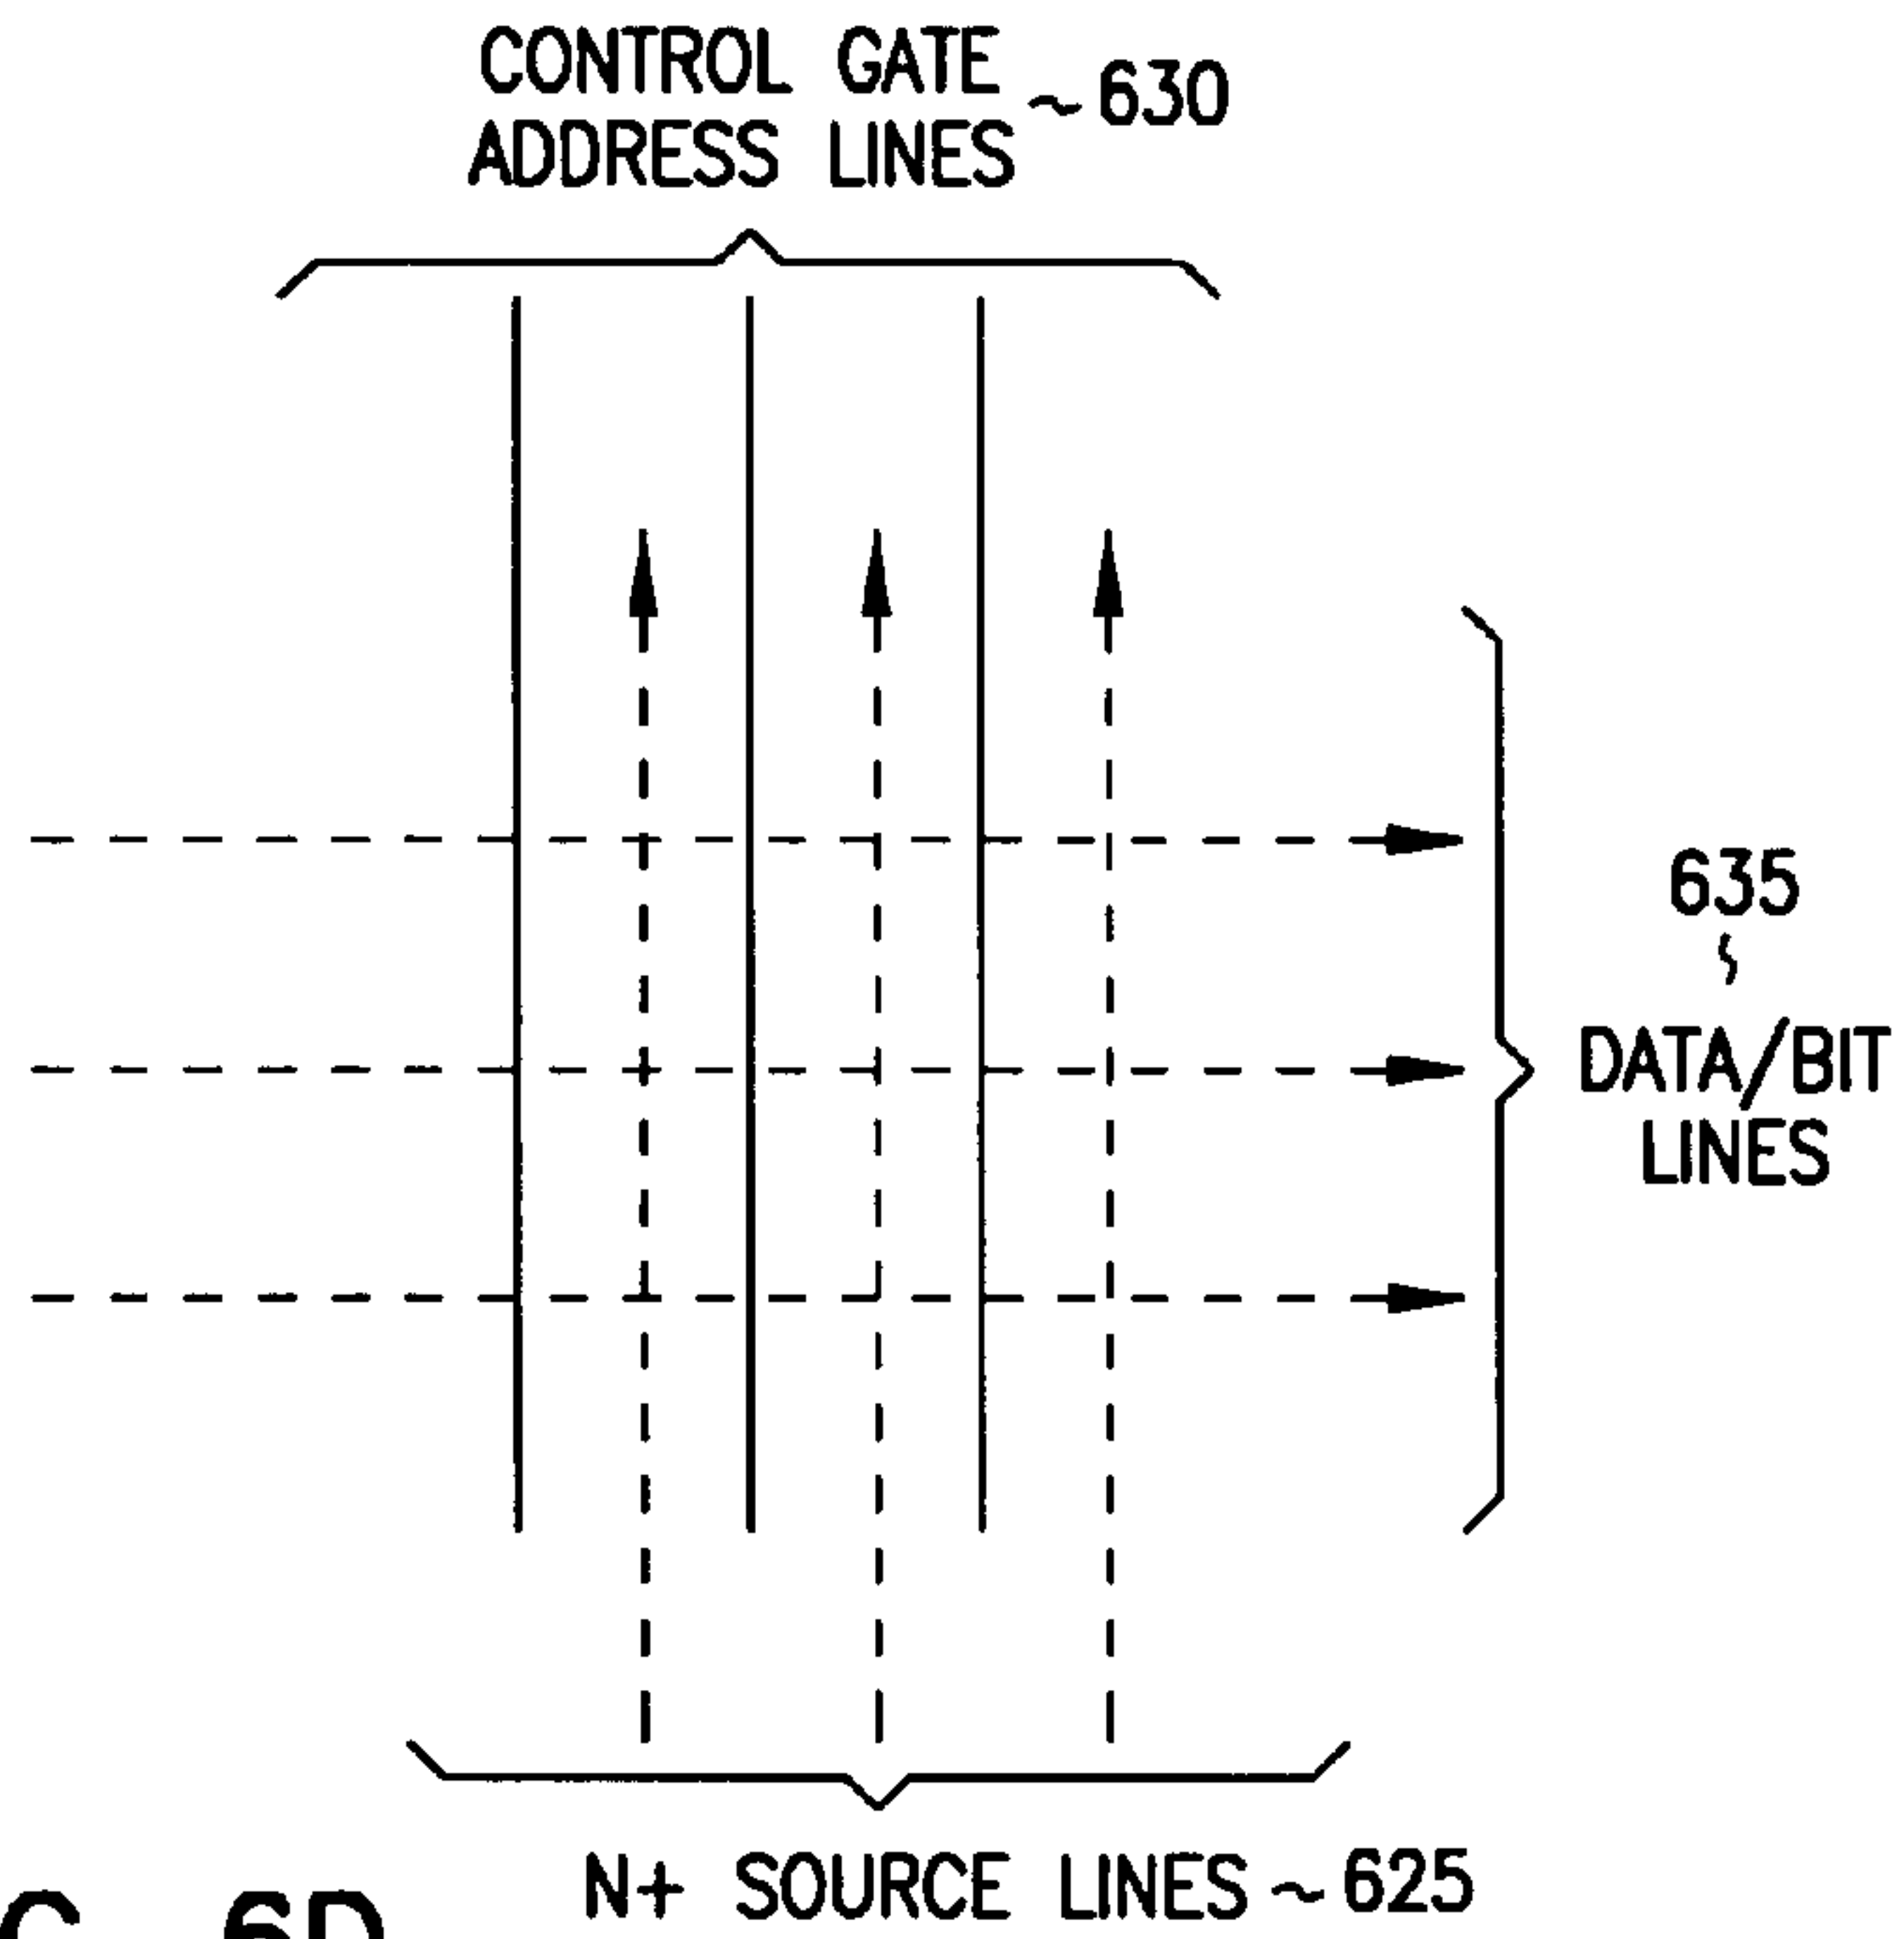 CONTROL GATE
ADDRESS LINES ~630
635
DATA/BIT
LINES
N+ SOURCE LINES ~625